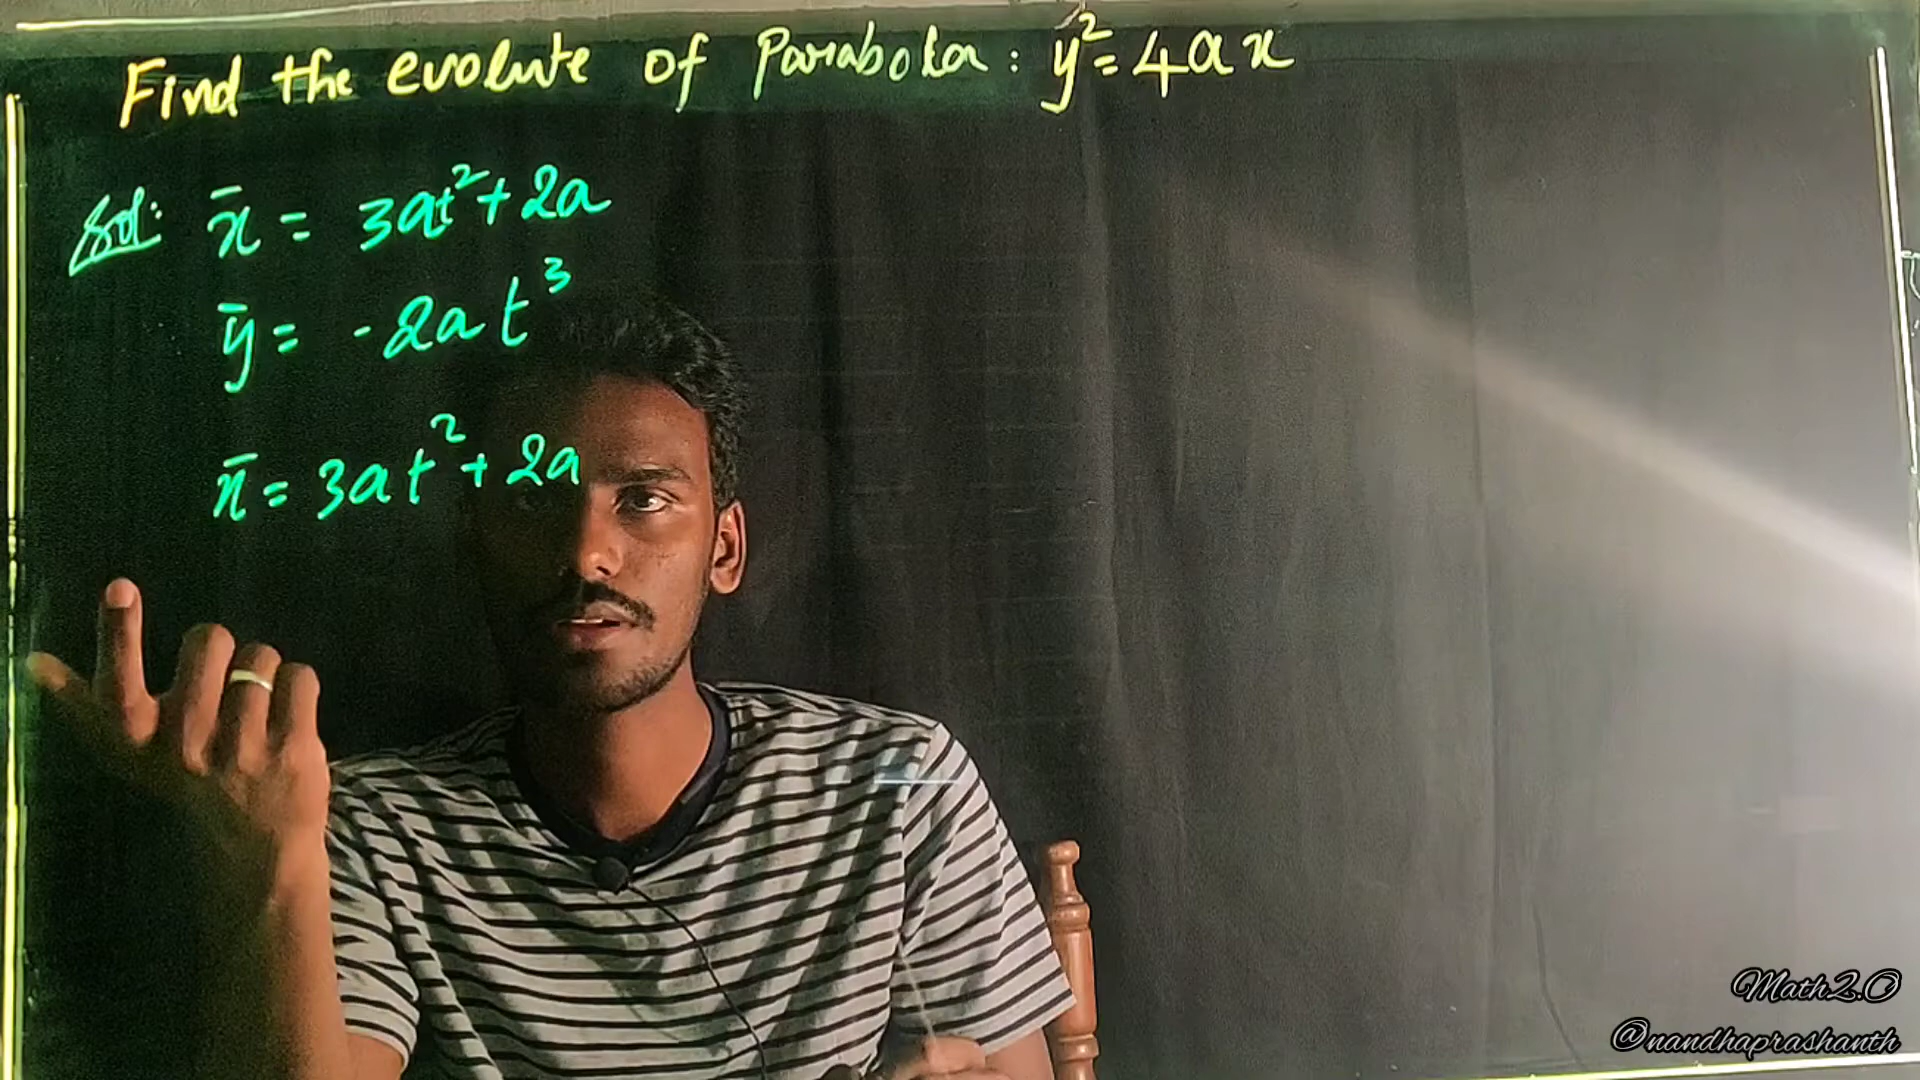 Find the evolute of Parabola : y² = 4ax
Sol: x̄ = 3at² + 2a
ȳ = -2at³
x̄ = 3at² + 2a
Math2.O
@nandhaprashanth